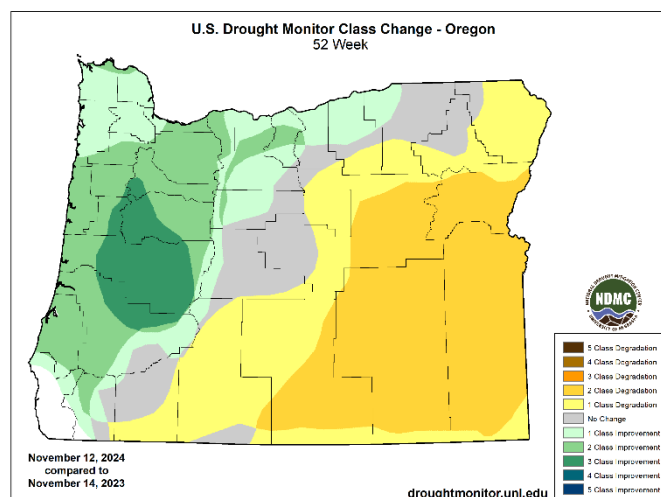 U.S. Drought Monitor Class Change - Oregon
52 Week
NDMC
5 Class Degradation
4 Class Degradation
3 Class Degradation
2 Class Degradation
1 Class Degradation
No Change
1 Class Improvement
2 Class Improvement
3 Class Improvement
4 Class Improvement
5 Class Improvement
November 12, 2024
compared to
November 14, 2023
droughtmonitor.unl.edu